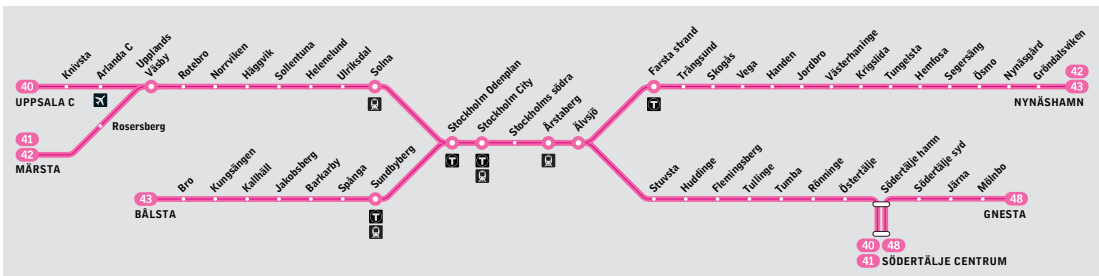 Knivsta
Arlanda C
Upplands
Väsby
Rotebro
Norrviken
Häggvik
Sollentuna
Helenelund
Ulriksdal
Solna
40
UPPSALA C
Rosersberg
41
42
MÄRSTA
Bro
Kungsängen
Kallhäll
Jakobsberg
Barkarby
Spånga
Sundbyberg
43
BÅLSTA
T
Stockholm Odenplan
Stockholm City
Stockholms södra
Årstaberg
Älvsjö
T
T
Farsta strand
Trångsund
Skogås
Vega
Handen
Jordbro
Västerhaninge
Krigslida
Tungelsta
Hemfosa
Segersäng
Ösmo
Nynäsgård
Gröndalsviken
42
43
NYNÄSHAMN
T
Stuvsta
Huddinge
Flemingsberg
Tullinge
Tumba
Rönninge
Östertälje
Södertälje hamn
Södertälje syd
Järna
Mölnbo
48
GNESTA
40 48
41 SÖDERTÄLJE CENTRUM